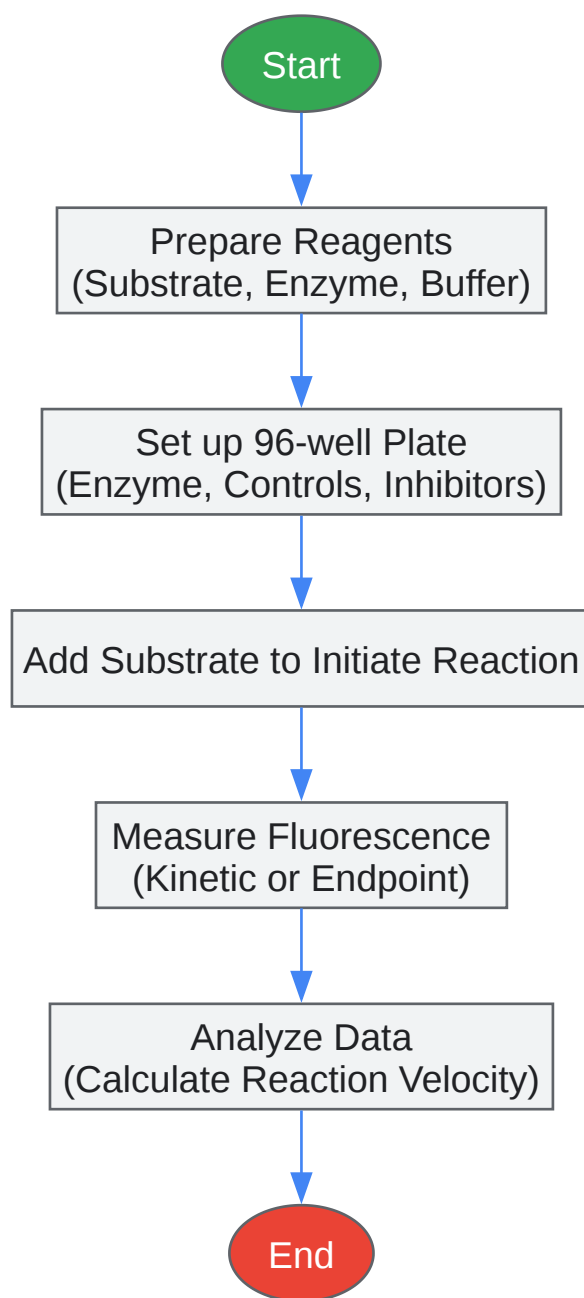 Start
Prepare Reagents
(Substrate, Enzyme, Buffer)
Set up 96-well Plate
(Enzyme, Controls, Inhibitors)
Add Substrate to Initiate Reaction
Measure Fluorescence
(Kinetic or Endpoint)
Analyze Data
(Calculate Reaction Velocity)
End